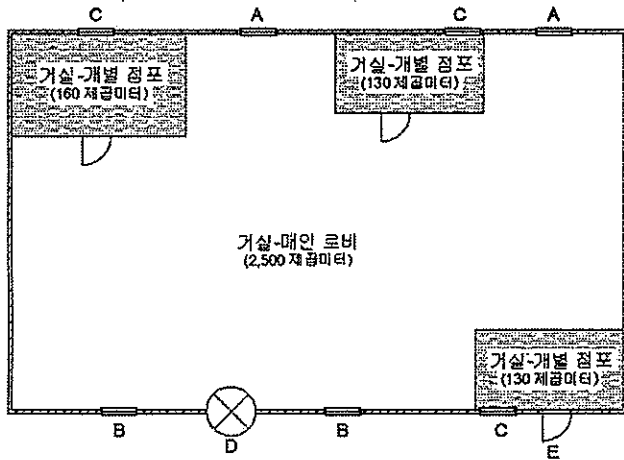 C
A
C
A
거실-개별 점포
(160 제곱미터)
거실-개별 점포
(130 제곱미터)
거실-메인 로비
(2,500 제곱미터)
거실-개별 점포
(130 제곱미터)
B
D
B
C
E